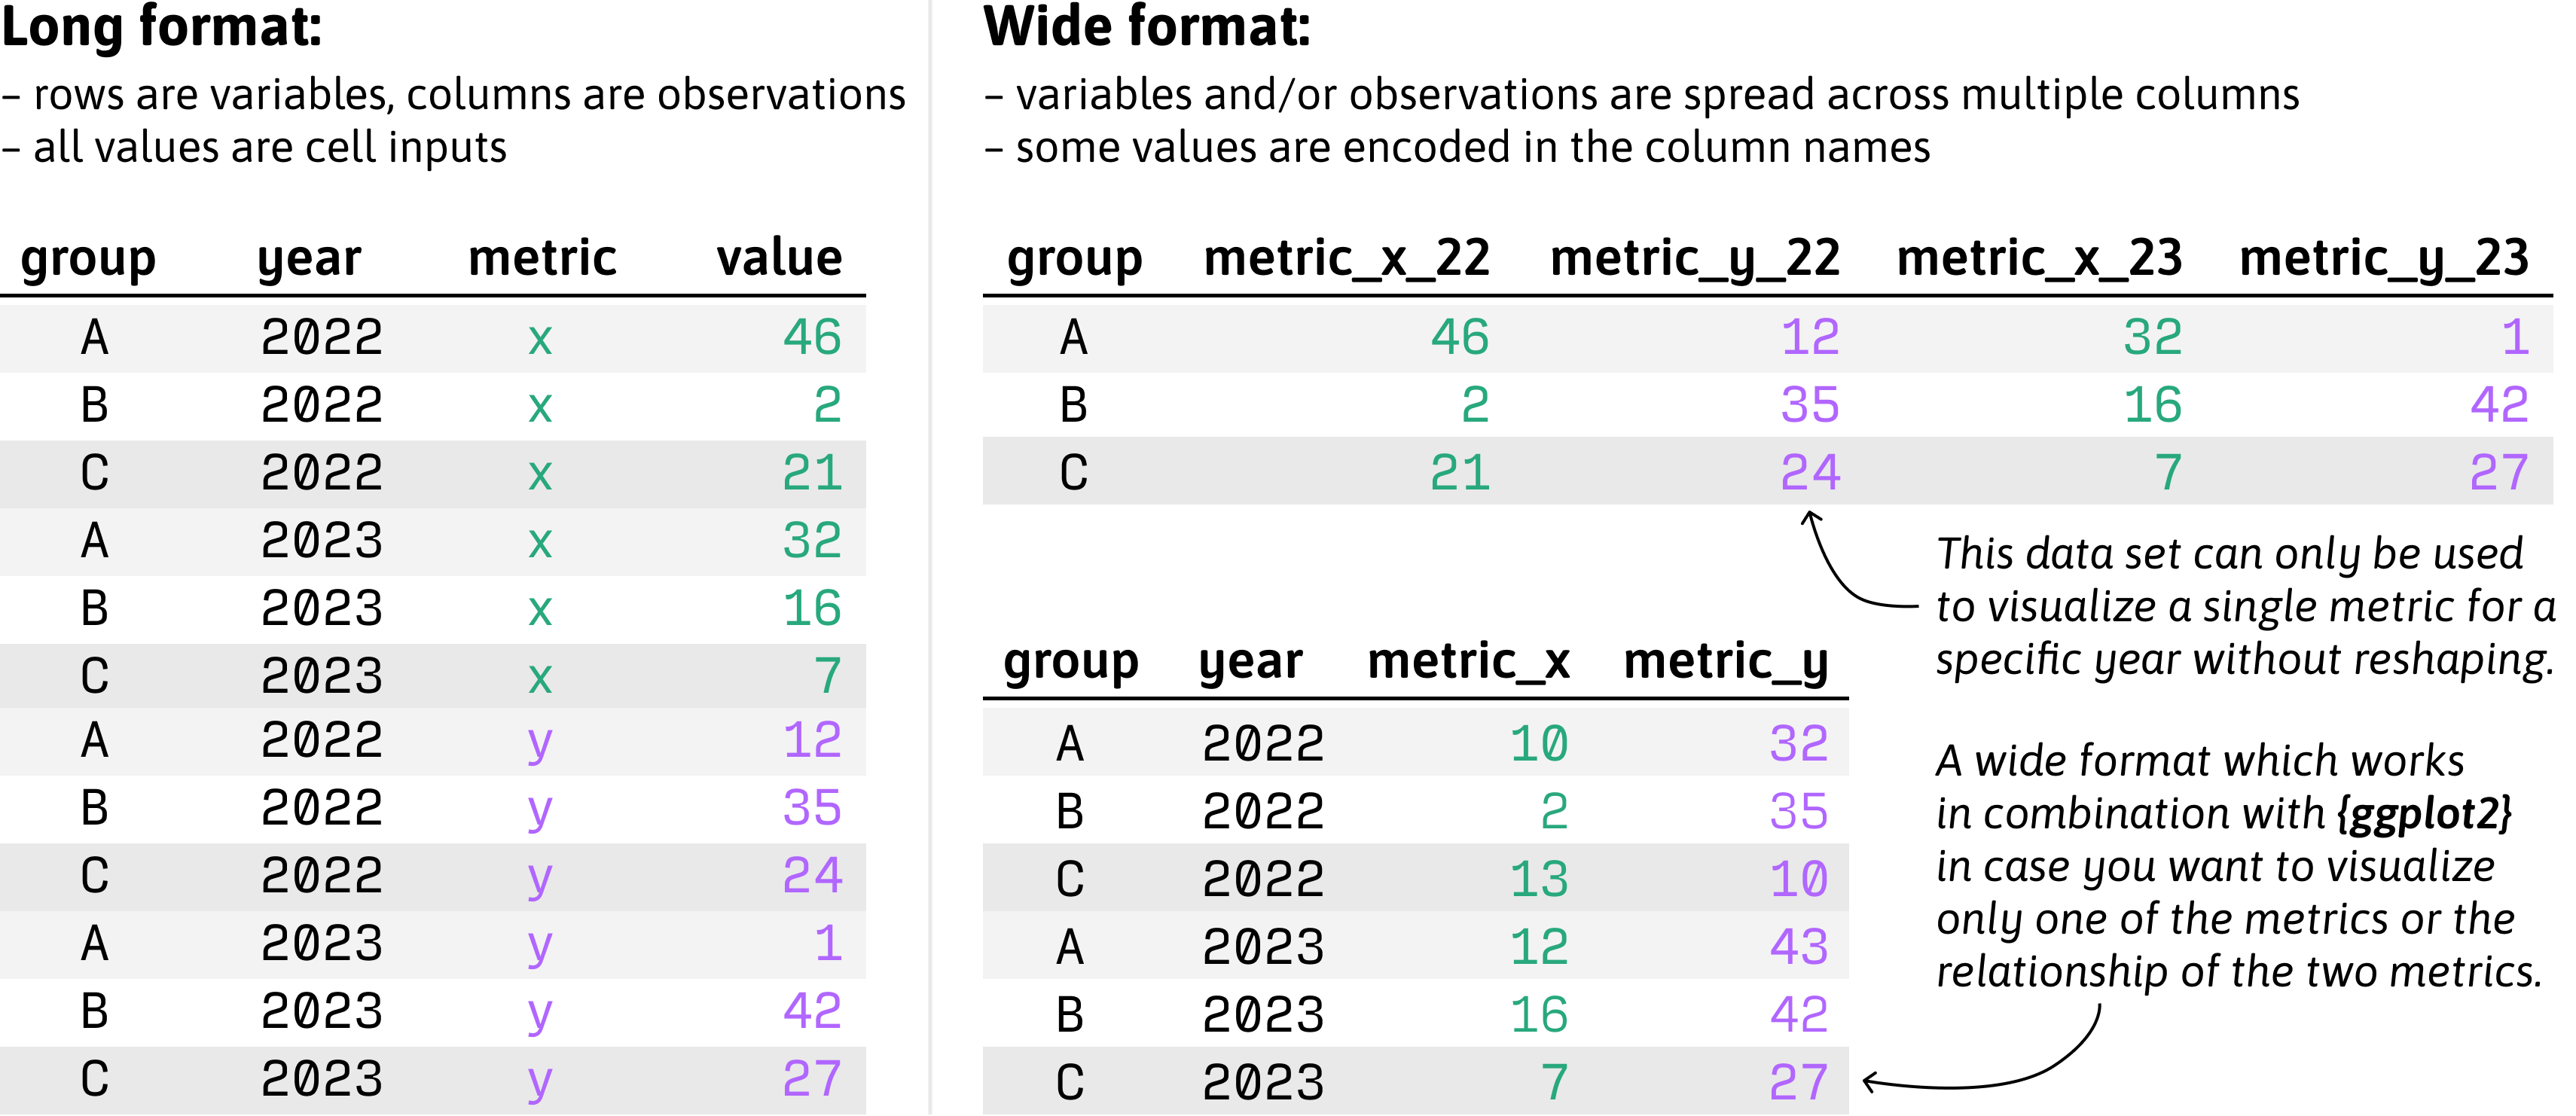 Long format:
– rows are variables, columns are observations
– all values are cell inputs
group year metric value
A 2022 x 46
B 2022 x 2
C 2022 x 21
A 2023 x 32
B 2023 x 16
C 2023 x 7
A 2022 y 12
B 2022 y 35
C 2022 y 24
A 2023 y 1
B 2023 y 42
C 2023 y 27
Wide format:
– variables and/or observations are spread across multiple columns
– some values are encoded in the column names
group metric_x_22 metric_y_22 metric_x_23 metric_y_23
A 46 12 32 1
B 2 35 16 42
C 21 24 7 27
This data set can only be used
to visualize a single metric for a
specific year without reshaping.
group year metric_x metric_y
A 2022 10 32
B 2022 2 35
C 2022 13 10
A 2023 12 43
B 2023 16 42
C 2023 7 27
A wide format which works
in combination with {ggplot2}
in case you want to visualize
only one of the metrics or the
relationship of the two metrics.